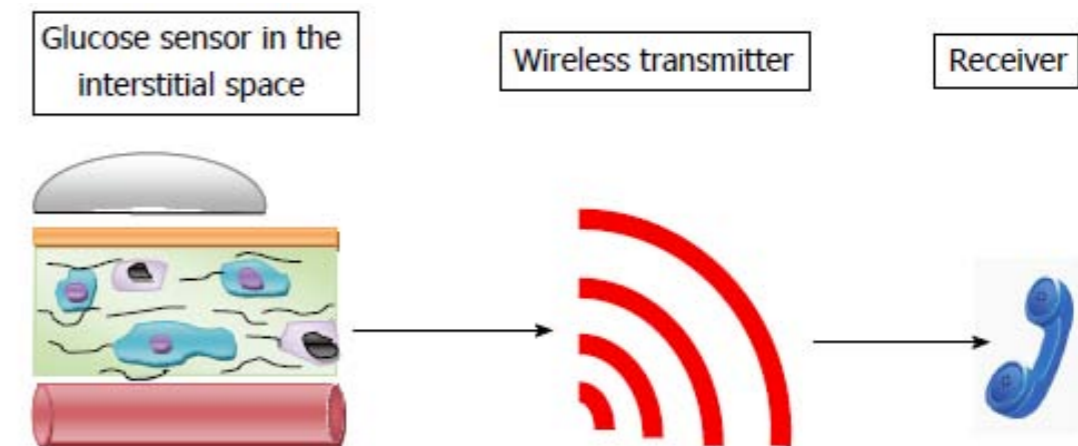 Glucose sensor in the
interstitial space
Wireless transmitter
Receiver